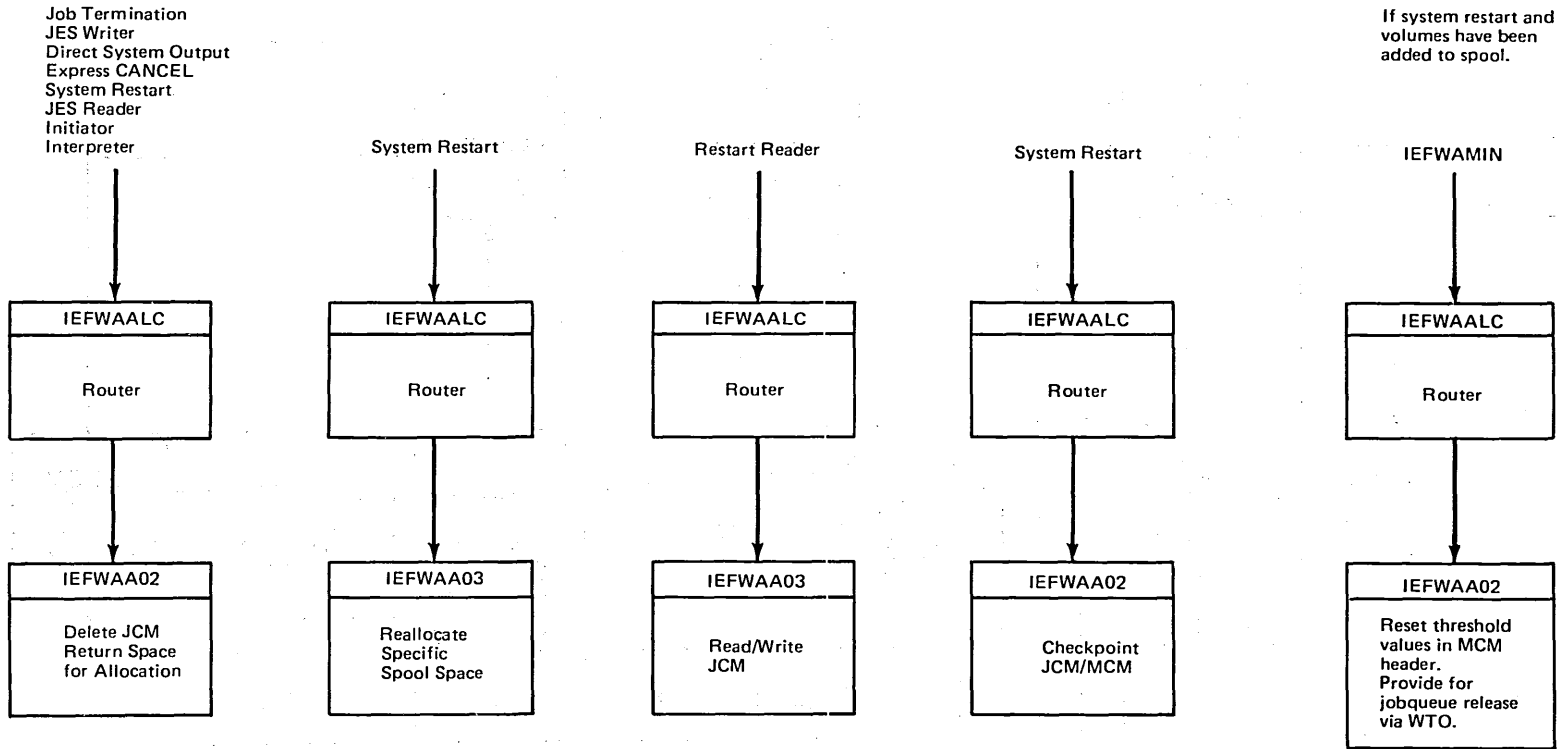 Job Termination
JES Writer
Direct System Output
Express CANCEL
System Restart
JES Reader
Initiator
Interpreter
IEFWAALC
Router
IEFWAA02
Delete JCM
Return Space
for Allocation
System Restart
IEFWAALC
Router
IEFWAA03
Reallocate
Specific
Spool Space
Restart Reader
IEFWAALC
Router
IEFWAA03
Read/Write
JCM
System Restart
IEFWAALC
Router
IEFWAA02
Checkpoint
JCM/MCM
If system restart and
volumes have been
added to spool.
IEFWAMIN
IEFWAALC
Router
IEFWAA02
Reset threshold
values in MCM
header.
Provide for
jobqueue release
via WTO.